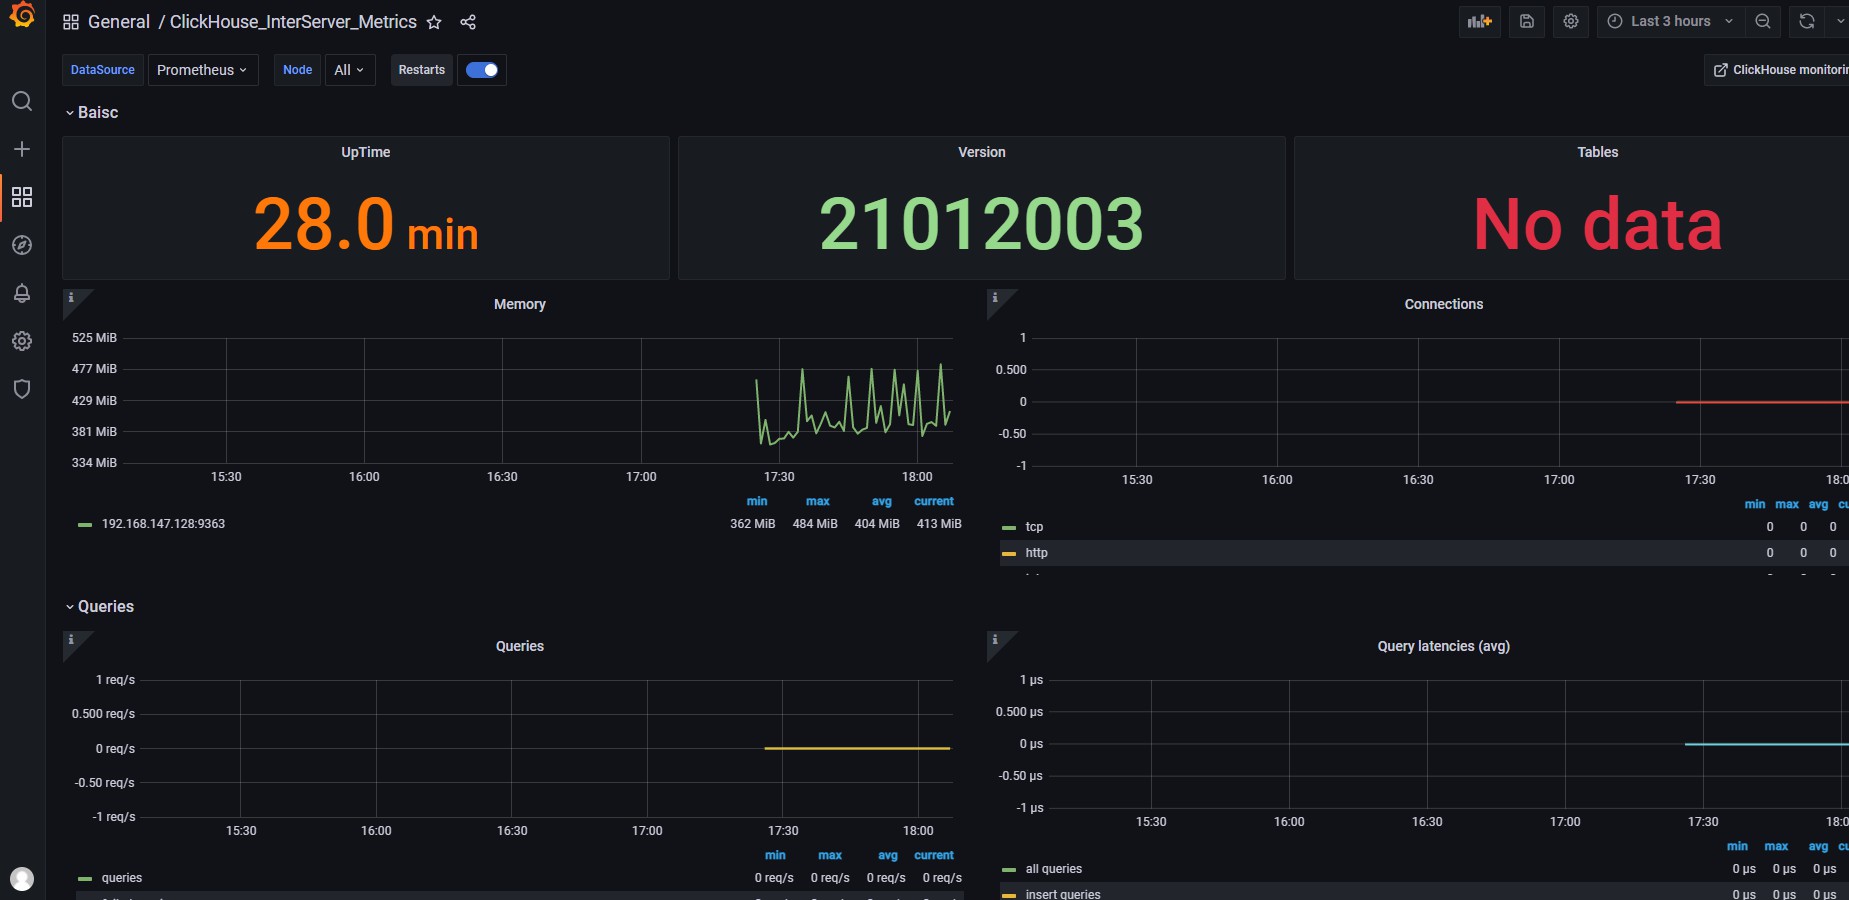 General / ClickHouse_InterServer_Metrics
Last 3 hours
DataSource Prometheus Node All Restarts
ClickHouse
Baisc
UpTime
28.0 min
Version
21012003
Tables
No data
Memory
525 MiB
477 MiB
429 MiB
381 MiB
334 MiB
15:30 16:00 16:30 17:00 17:30 18:00
min max avg current
192.168.147.128:9363 362 MiB 484 MiB 404 MiB 413 MiB
Connections
1
0.500
0
-0.50
-1
15:30 16:00 16:30 17:00 17:30
min max avg
tcp 0 0 0
http 0 0 0
Queries
Queries
1 req/s
0.500 req/s
0 req/s
-0.50 req/s
-1 req/s
15:30 16:00 16:30 17:00 17:30 18:00
min max avg current
queries 0 req/s 0 req/s 0 req/s 0 req/s
Query latencies (avg)
1 µs
0.500 µs
0 µs
-0.50 µs
-1 µs
15:30 16:00 16:30 17:00 17:30
min max avg
all queries 0 µs 0 µs 0 µs
insert queries 0 µs 0 µs 0 µs